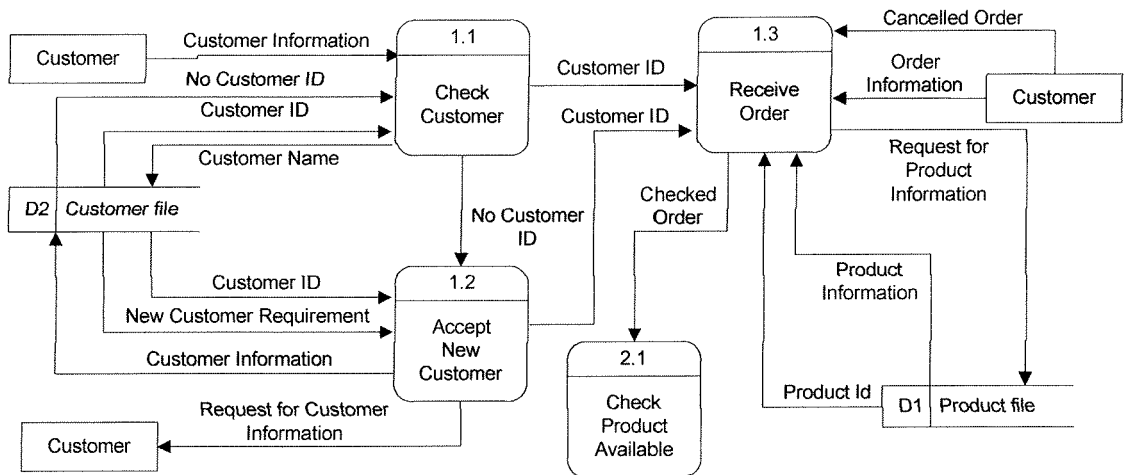 Customer
Customer Information
No Customer ID
Customer ID
Customer Name
1.1
Check
Customer
Customer ID
Customer ID
1.3
Receive
Order
Cancelled Order
Order
Information
Customer
Request for
Product
Information
D2 Customer file
No Customer
ID
Checked
Order
Customer ID
New Customer Requirement
Customer Information
1.2
Accept
New
Customer
Request for Customer
Information
Customer
2.1
Check
Product
Available
Product
Information
Product Id
D1 Product file